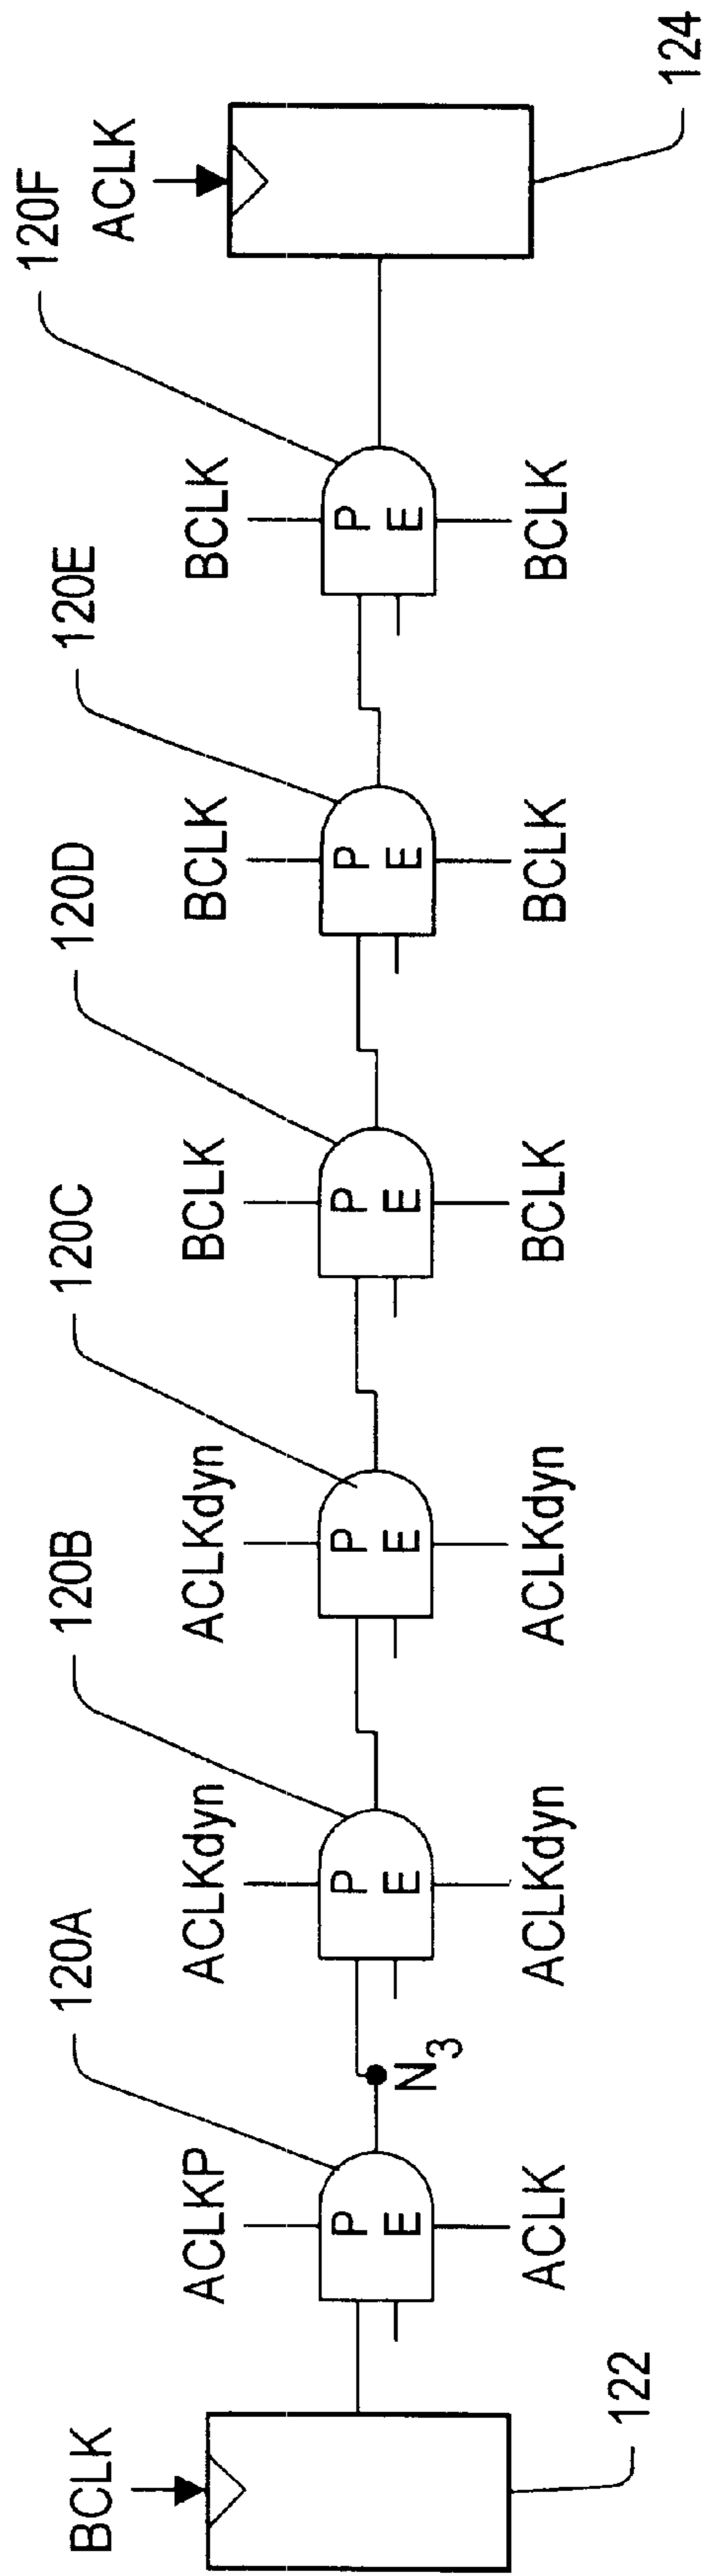 120A
120B
120C
120D
120E
120F
BCLK
ACLKP
ACLKdyn
ACLKdyn
BCLK
BCLK
BCLK
ACLK
P
E
P
E
P
E
P
E
P
E
P
E
N3
122
ACLK
ACLKdyn
ACLKdyn
BCLK
BCLK
BCLK
124